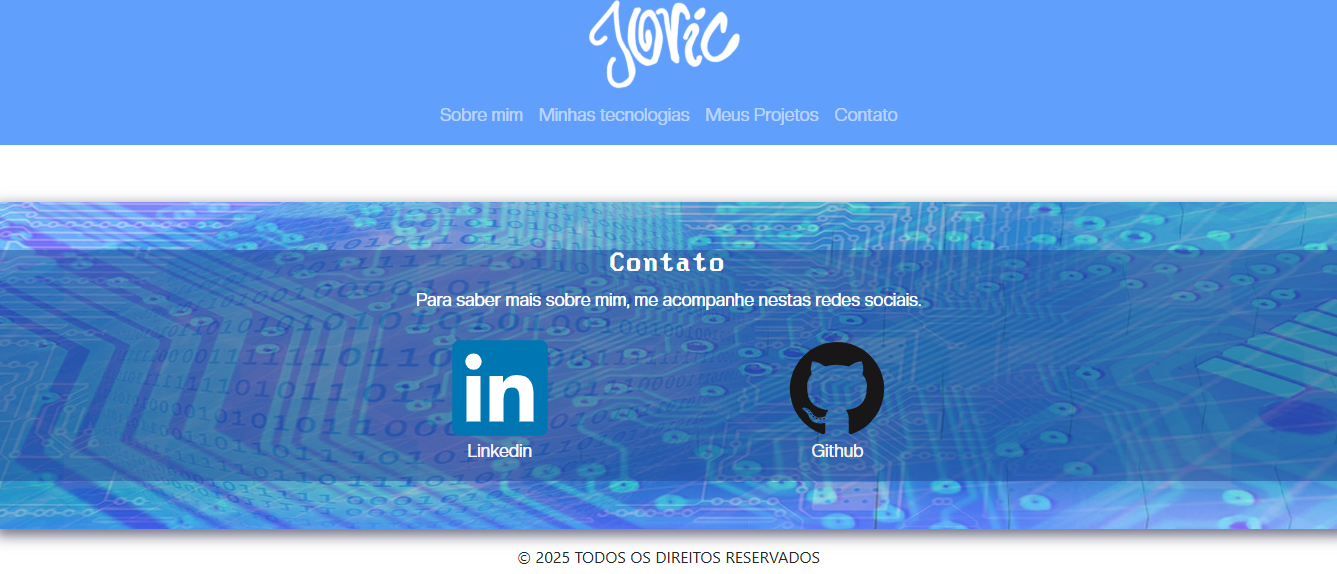 Jovic
Sobre mim Minhas tecnologias Meus Projetos Contato
Contato
Para saber mais sobre mim, me acompanhe nestas redes sociais.
in
Linkedin Github
© 2025 TODOS OS DIREITOS RESERVADOS